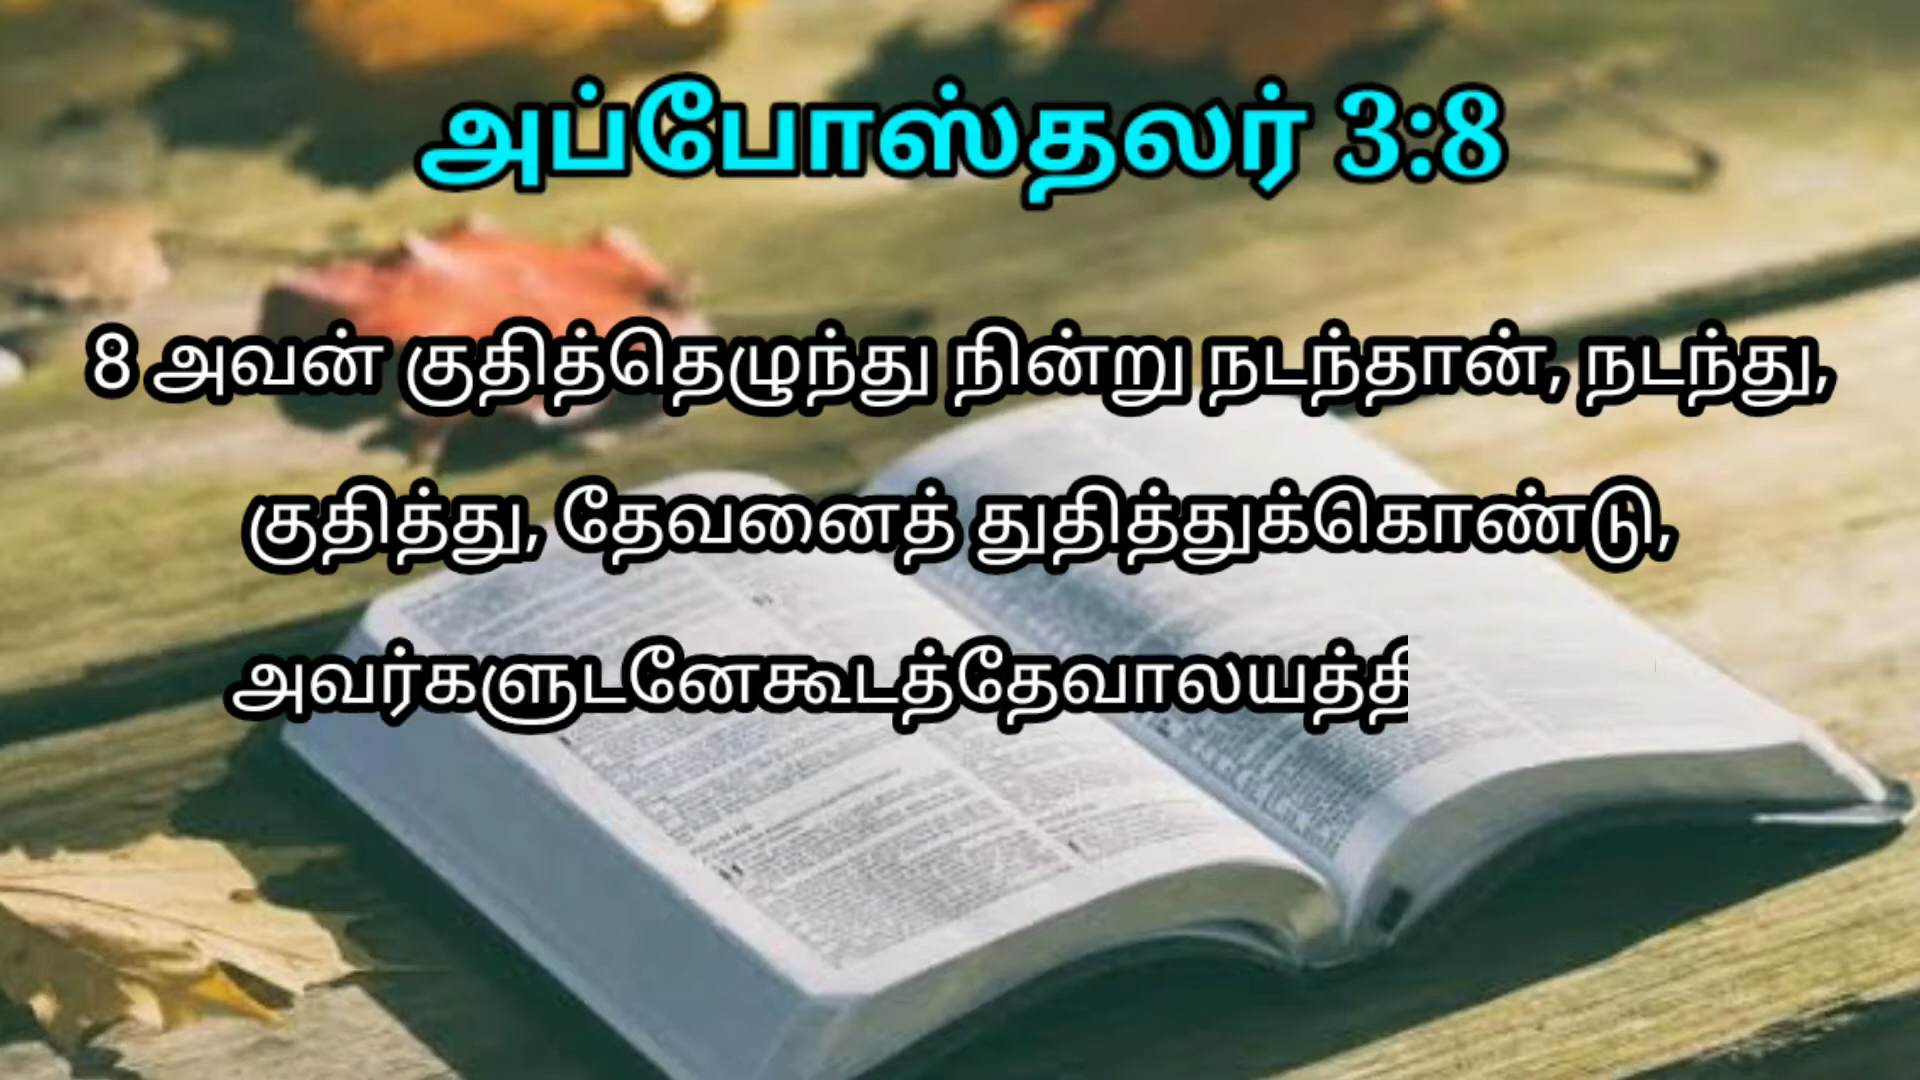 அப்போஸ்தலர் 3:8
8 அவன் குதித்தெழுந்து நின்று நடந்தான், நடந்து,
குதித்து, தேவனைத் துதித்துக்கொண்டு,
அவர்களுடனேகூடத்தேவாலயத்தி